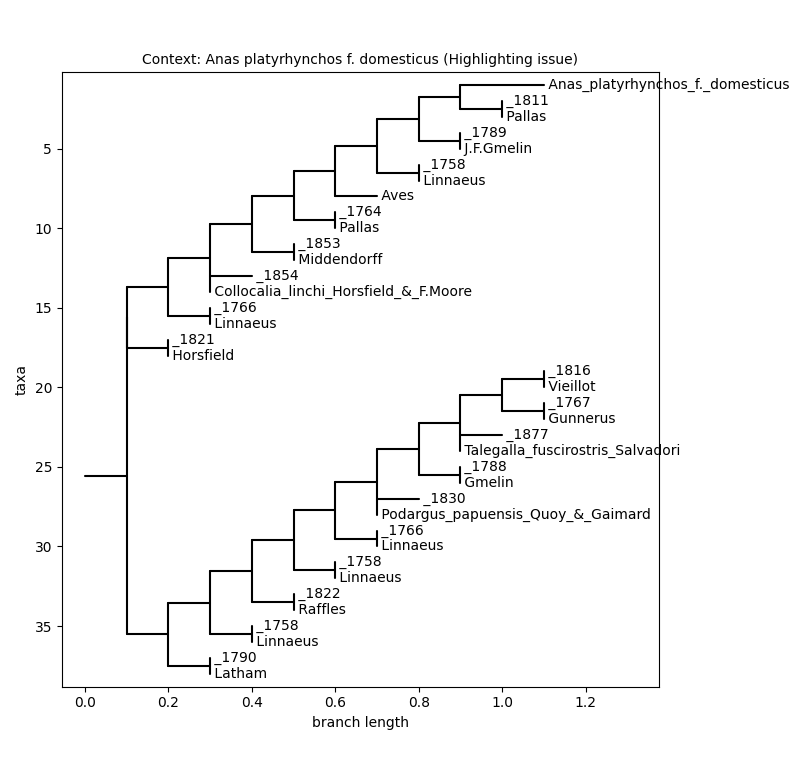 Context: Anas platyrhynchos f. domesticus (Highlighting issue)
Anas_platyrhynchos_f._domesticus
_1811
Pallas
_1789
J.F.Gmelin
_1758
Linnaeus
Aves
_1764
Pallas
_1853
Middendorff
_1854
Collocalia_linchi_Horsfield_&_F.Moore
_1766
Linnaeus
_1821
Horsfield
_1816
Vieillot
_1767
Gunnerus
_1877
Talegalla_fuscirostris_Salvadori
_1788
Gmelin
_1830
Podargus_papuensis_Quoy_&_Gaimard
_1766
Linnaeus
_1758
Linnaeus
_1822
Raffles
_1758
Linnaeus
_1790
Latham
5
10
15
20
25
30
35
taxa
0.0 0.2 0.4 0.6 0.8 1.0 1.2
branch length